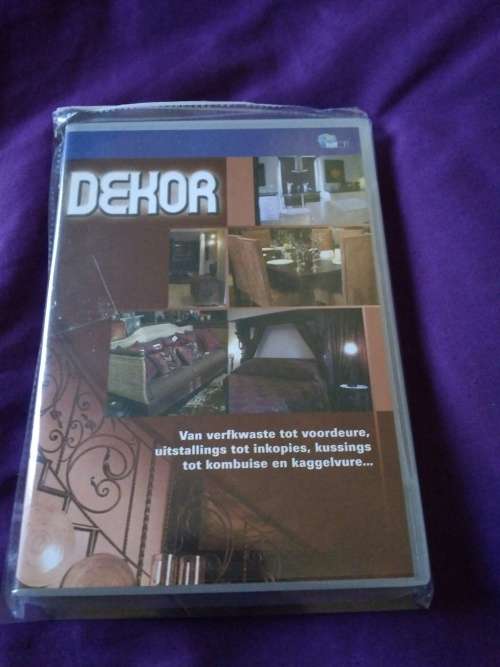 DEKOR
Van verfkwaste tot voordeure,
uitstallings tot inkopies, kussings
tot kombuise en kaggelvure...